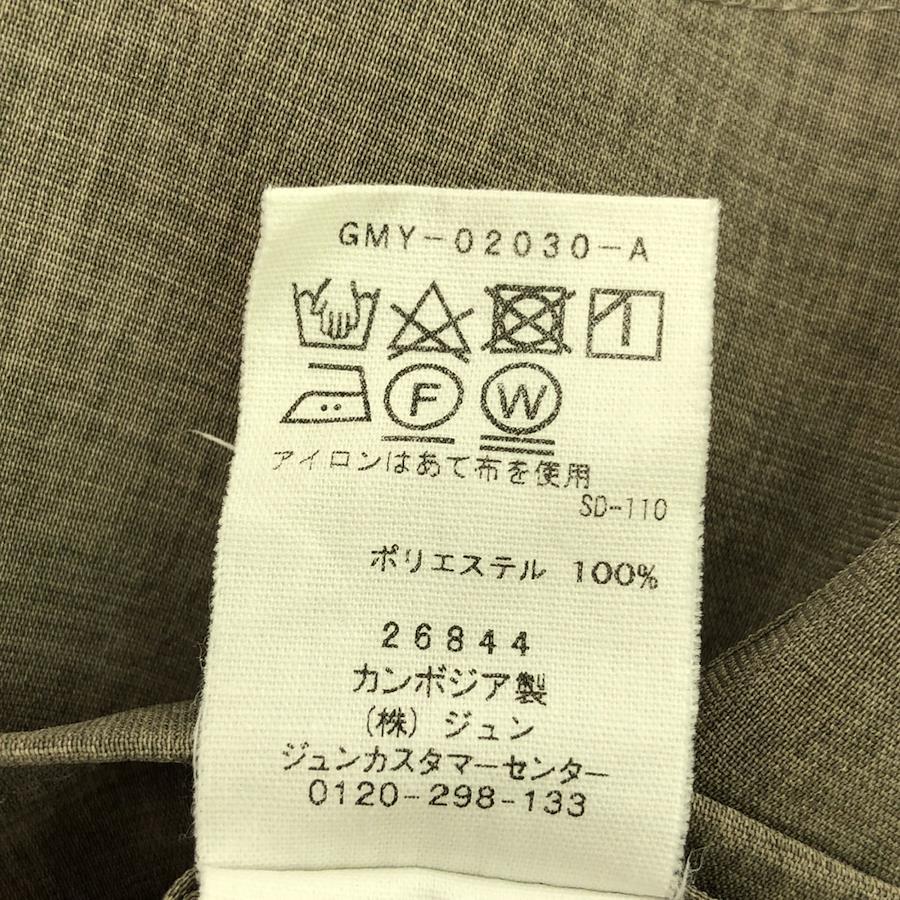 GMY-02030-A
F W
アイロンはあて布を使用
SD-110
ポリエステル 100%
26844
カンボジア製
(株) ジュン
ジュンカスタマーセンター
0120-298-133